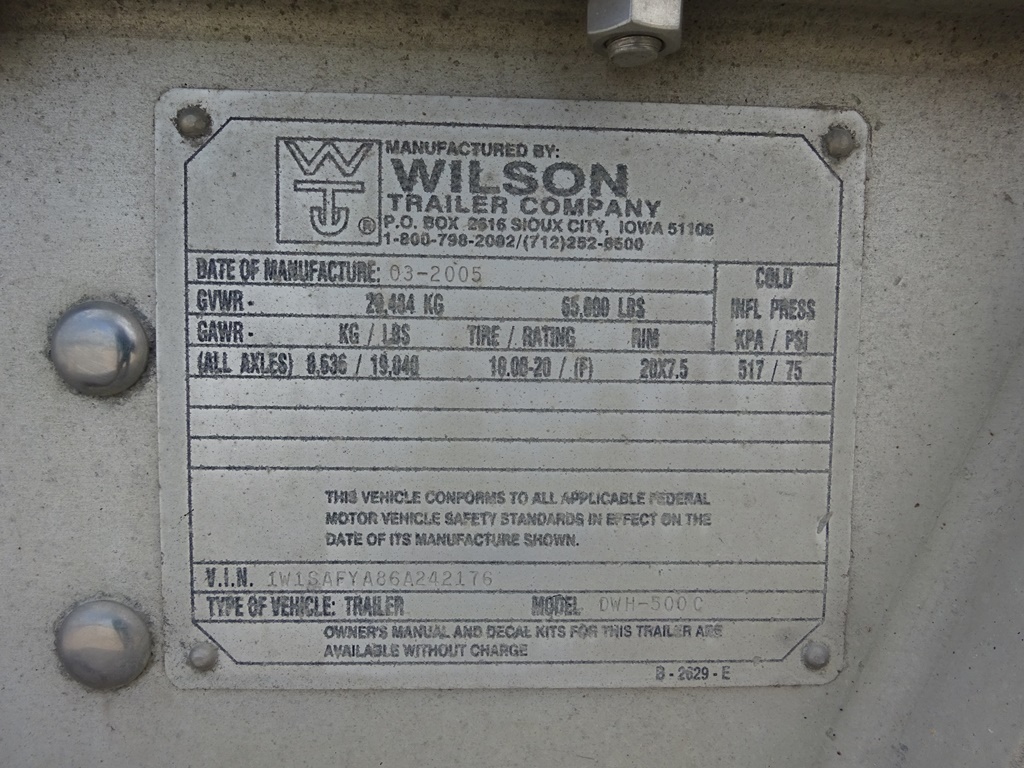 WTC ®
MANUFACTURED BY:
WILSON
TRAILER COMPANY
P.O. BOX 2616 SIOUX CITY, IOWA 51106
1-800-798-2002/(712)252-6500
DATE OF MANUFACTURE: 03-2005
COLD
GVWR - 29,484 KG 65,000 LBS
INFL PRESS
GAWR - KG / LBS TIRE / RATING RIM KPA / PSI
(ALL AXLES) 8,636 / 19,040 10.00-20 / (F) 20X7.5 517 / 75
THIS VEHICLE CONFORMS TO ALL APPLICABLE FEDERAL
MOTOR VEHICLE SAFETY STANDARDS IN EFFECT ON THE
DATE OF ITS MANUFACTURE SHOWN.
V.I.N. 1W1SAFYA86A242176
TYPE OF VEHICLE: TRAILER MODEL DWH-500C
OWNER'S MANUAL AND DECAL KITS FOR THIS TRAILER ARE
AVAILABLE WITHOUT CHARGE
B - 2629 - E